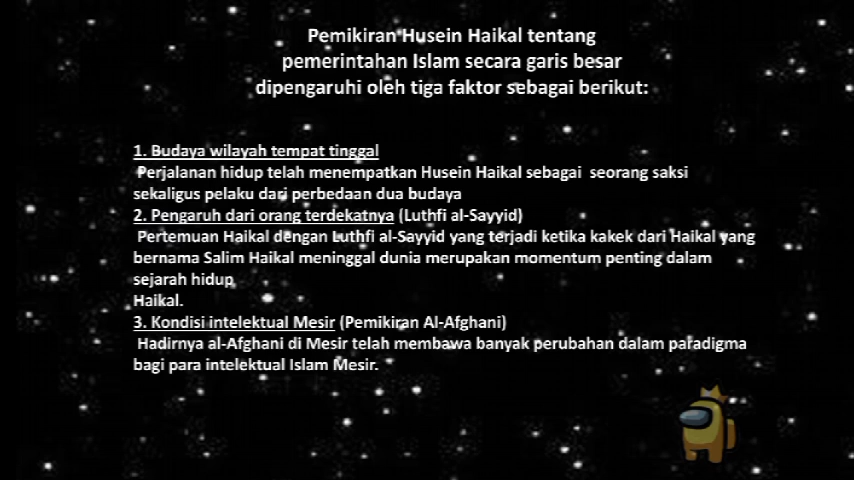 Pemikiran Husein Haikal tentang
pemerintahan Islam secara garis besar
dipengaruhi oleh tiga faktor sebagai berikut:
1. Budaya wilayah tempat tinggal
Perjalanan hidup telah menempatkan Husein Haikal sebagai seorang saksi
sekaligus pelaku dari perbedaan dua budaya
2. Pengaruh dari orang terdekatnya (Luthfi al-Sayyid)
Pertemuan Haikal dengan Luthfi al-Sayyid yang terjadi ketika kakek dari Haikal yang
bernama Salim Haikal meninggal dunia merupakan momentum penting dalam
sejarah hidup
Haikal.
3. Kondisi intelektual Mesir (Pemikiran Al-Afghani)
Hadirnya al-Afghani di Mesir telah membawa banyak perubahan dalam paradigma
bagi para intelektual Islam Mesir.